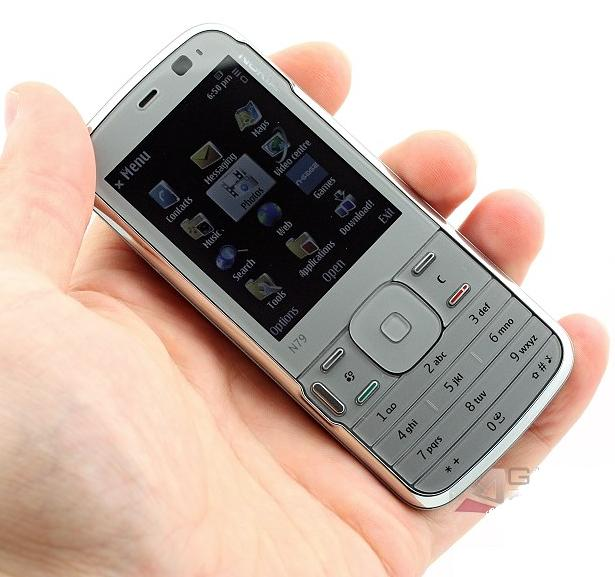 NOKIA
6:50 pm
Menu
Contacts
Messaging
Maps
Music
Photos
Video centre
Search
Web
Games
N-GAGE
Tools
Applications
Download!
Options
Open
Exit
N79
C
1
2 abc
3 def
4 ghi
5 jkl
6 mno
7 pqrs
8 tuv
9 wxyz
* +
0
#